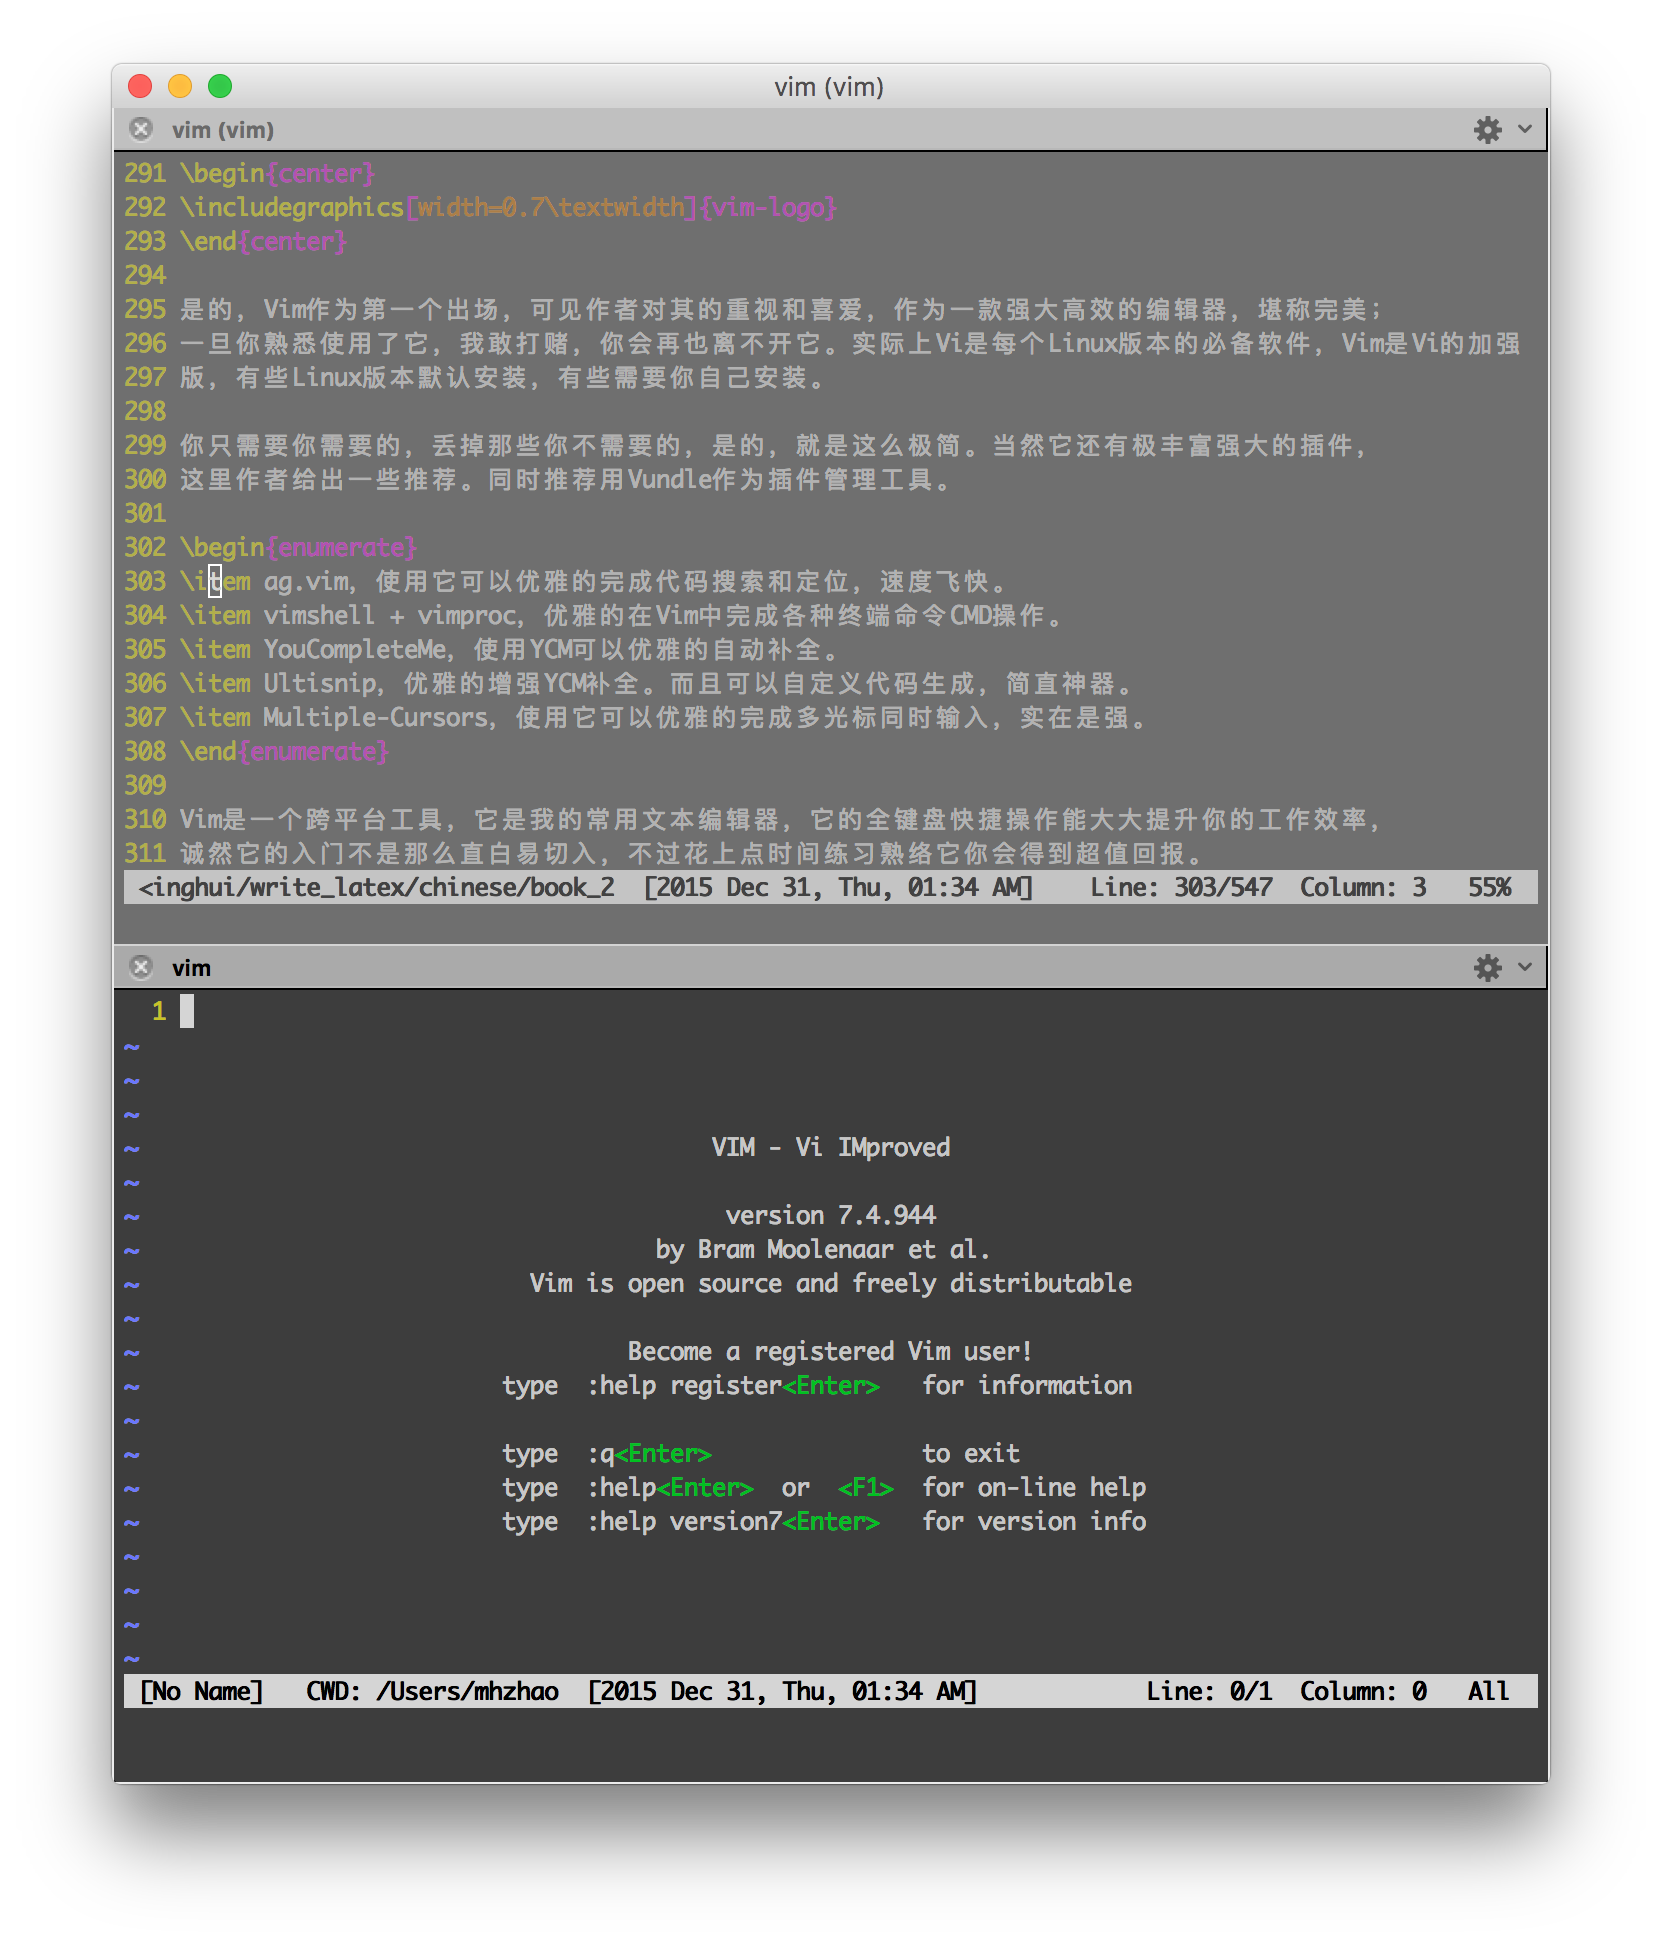 vim (vim)
vim (vim)
291 \begin{center}
292 \includegraphics[width=0.7\textwidth]{vim-logo}
293 \end{center}
294
295 是的，Vim作为第一个出场，可见作者对其的重视和喜爱，作为一款强大高效的编辑器，堪称完美；
296 一旦你熟悉使用了它，我敢打赌，你会再也离不开它。实际上Vi是每个Linux版本的必备软件，Vim是Vi的加强
297 版，有些Linux版本默认安装，有些需要你自己安装。
298
299 你只需要你需要的，丢掉那些你不需要的，是的，就是这么极简。当然它还有极丰富强大的插件，
300 这里作者给出一些推荐。同时推荐用Vundle作为插件管理工具。
301
302 \begin{enumerate}
303 \item ag.vim，使用它可以优雅的完成代码搜索和定位，速度飞快。
304 \item vimshell + vimproc，优雅的在Vim中完成各种终端命令CMD操作。
305 \item YouCompleteMe，使用YCM可以优雅的自动补全。
306 \item Ultisnip，优雅的增强YCM补全。而且可以自定义代码生成，简直神器。
307 \item Multiple-Cursors，使用它可以优雅的完成多光标同时输入，实在是强。
308 \end{enumerate}
309
310 Vim是一个跨平台工具，它是我的常用文本编辑器，它的全键盘快捷操作能大大提升你的工作效率，
311 诚然它的入门不是那么直白易切入，不过花上点时间练习熟络它你会得到超值回报。
<inghui/write_latex/chinese/book_2 [2015 Dec 31, Thu, 01:34 AM] Line: 303/547 Column: 3 55%
vim
1
~
~
~
~ VIM - Vi IMproved
~
~ version 7.4.944
~ by Bram Moolenaar et al.
~ Vim is open source and freely distributable
~
~ Become a registered Vim user!
~ type :help register<Enter> for information
~
~ type :q<Enter> to exit
~ type :help<Enter> or <F1> for on-line help
~ type :help version7<Enter> for version info
~
~
~
~
[No Name] CWD: /Users/mhzhao [2015 Dec 31, Thu, 01:34 AM] Line: 0/1 Column: 0 All